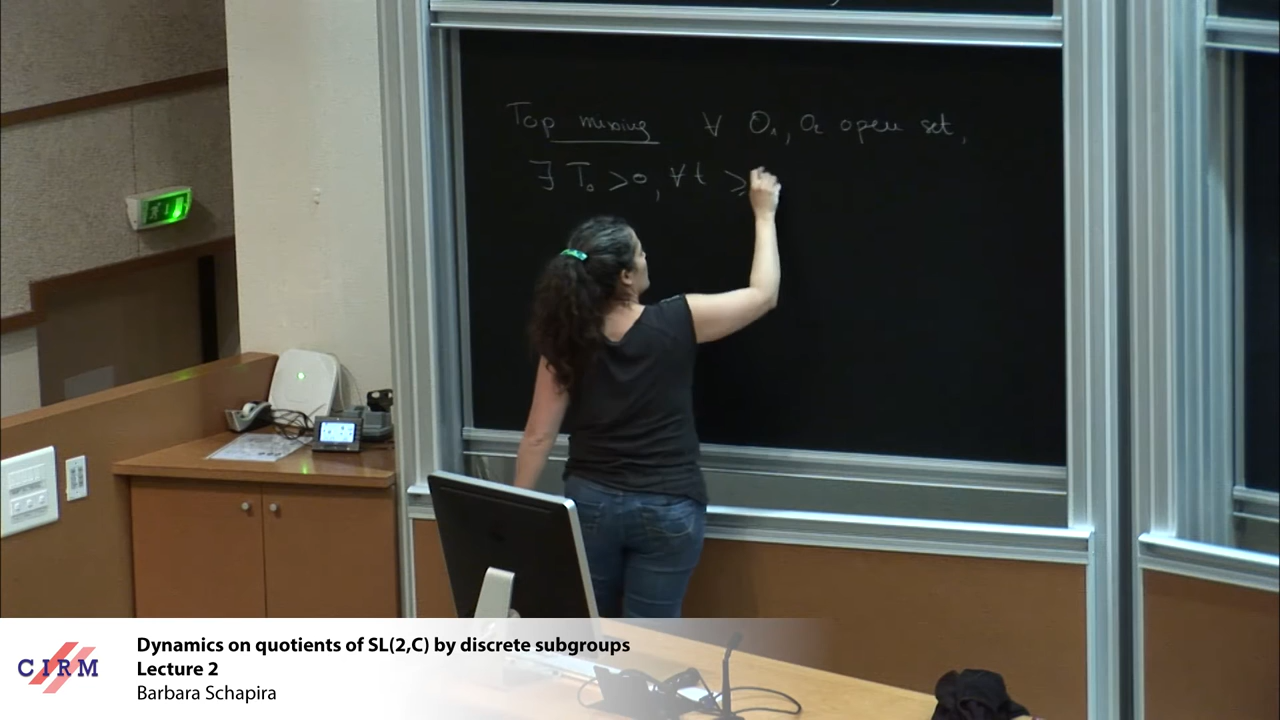 Top mixing ∀ O₁, O₂ open set,
∃ T₀ > 0, ∀ t ≥
CIRM
Dynamics on quotients of SL(2,C) by discrete subgroups
Lecture 2
Barbara Schapira